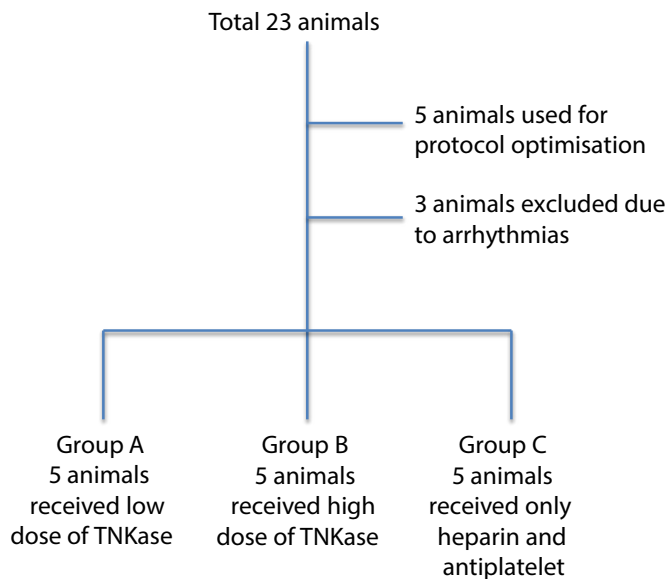 Total 23 animals
5 animals used for
protocol optimisation
3 animals excluded due
to arrhythmias
Group A
5 animals
received low
dose of TNKase
Group B
5 animals
received high
dose of TNKase
Group C
5 animals
received only
heparin and
antiplatelet